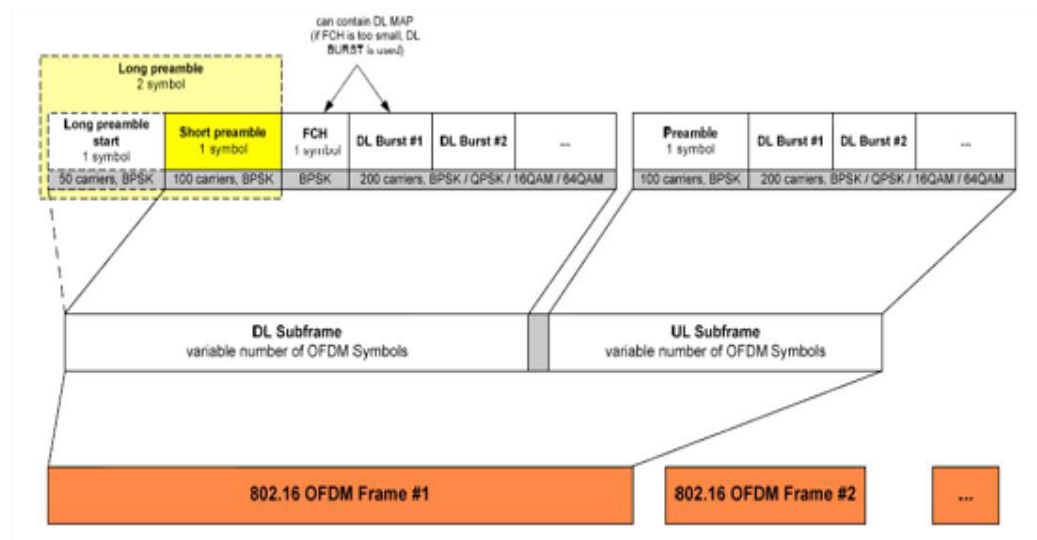 can contain DL MAP
(if FCH is too small, DL
BURST is used)
Long preamble
2 symbol
Long preamble
start
1 symbol
Short preamble
1 symbol
FCH
1 symbol
DL Burst #1
DL Burst #2
...
50 carriers, BPSK
100 carriers, BPSK
BPSK
200 carriers, BPSK / QPSK / 16QAM / 64QAM
Preamble
1 symbol
DL Burst #1
DL Burst #2
...
100 carriers, BPSK
200 carriers, BPSK / QPSK / 16QAM / 64QAM
DL Subframe
variable number of OFDM Symbols
UL Subframe
variable number of OFDM Symbols
802.16 OFDM Frame #1
802.16 OFDM Frame #2
...